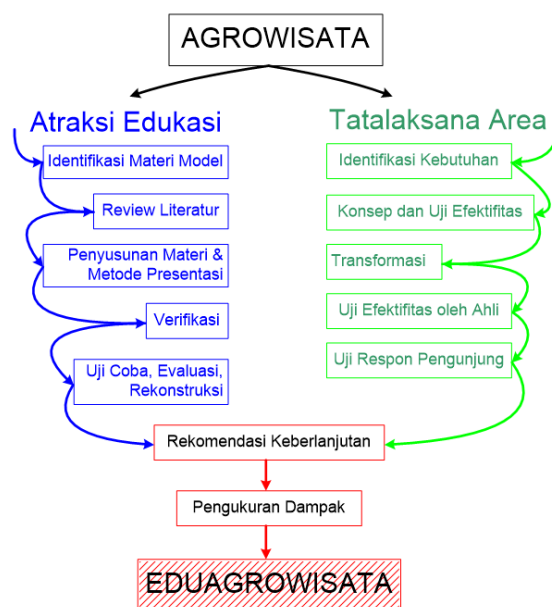 AGROWISATA
Atraksi Edukasi
Identifikasi Materi Model
Review Literatur
Penyusunan Materi &
Metode Presentasi
Verifikasi
Uji Coba, Evaluasi,
Rekonstruksi
Tatalaksana Area
Identifikasi Kebutuhan
Konsep dan Uji Efektifitas
Transformasi
Uji Efektifitas oleh Ahli
Uji Respon Pengunjung
Rekomendasi Keberlanjutan
Pengukuran Dampak
EDUAGROWISATA